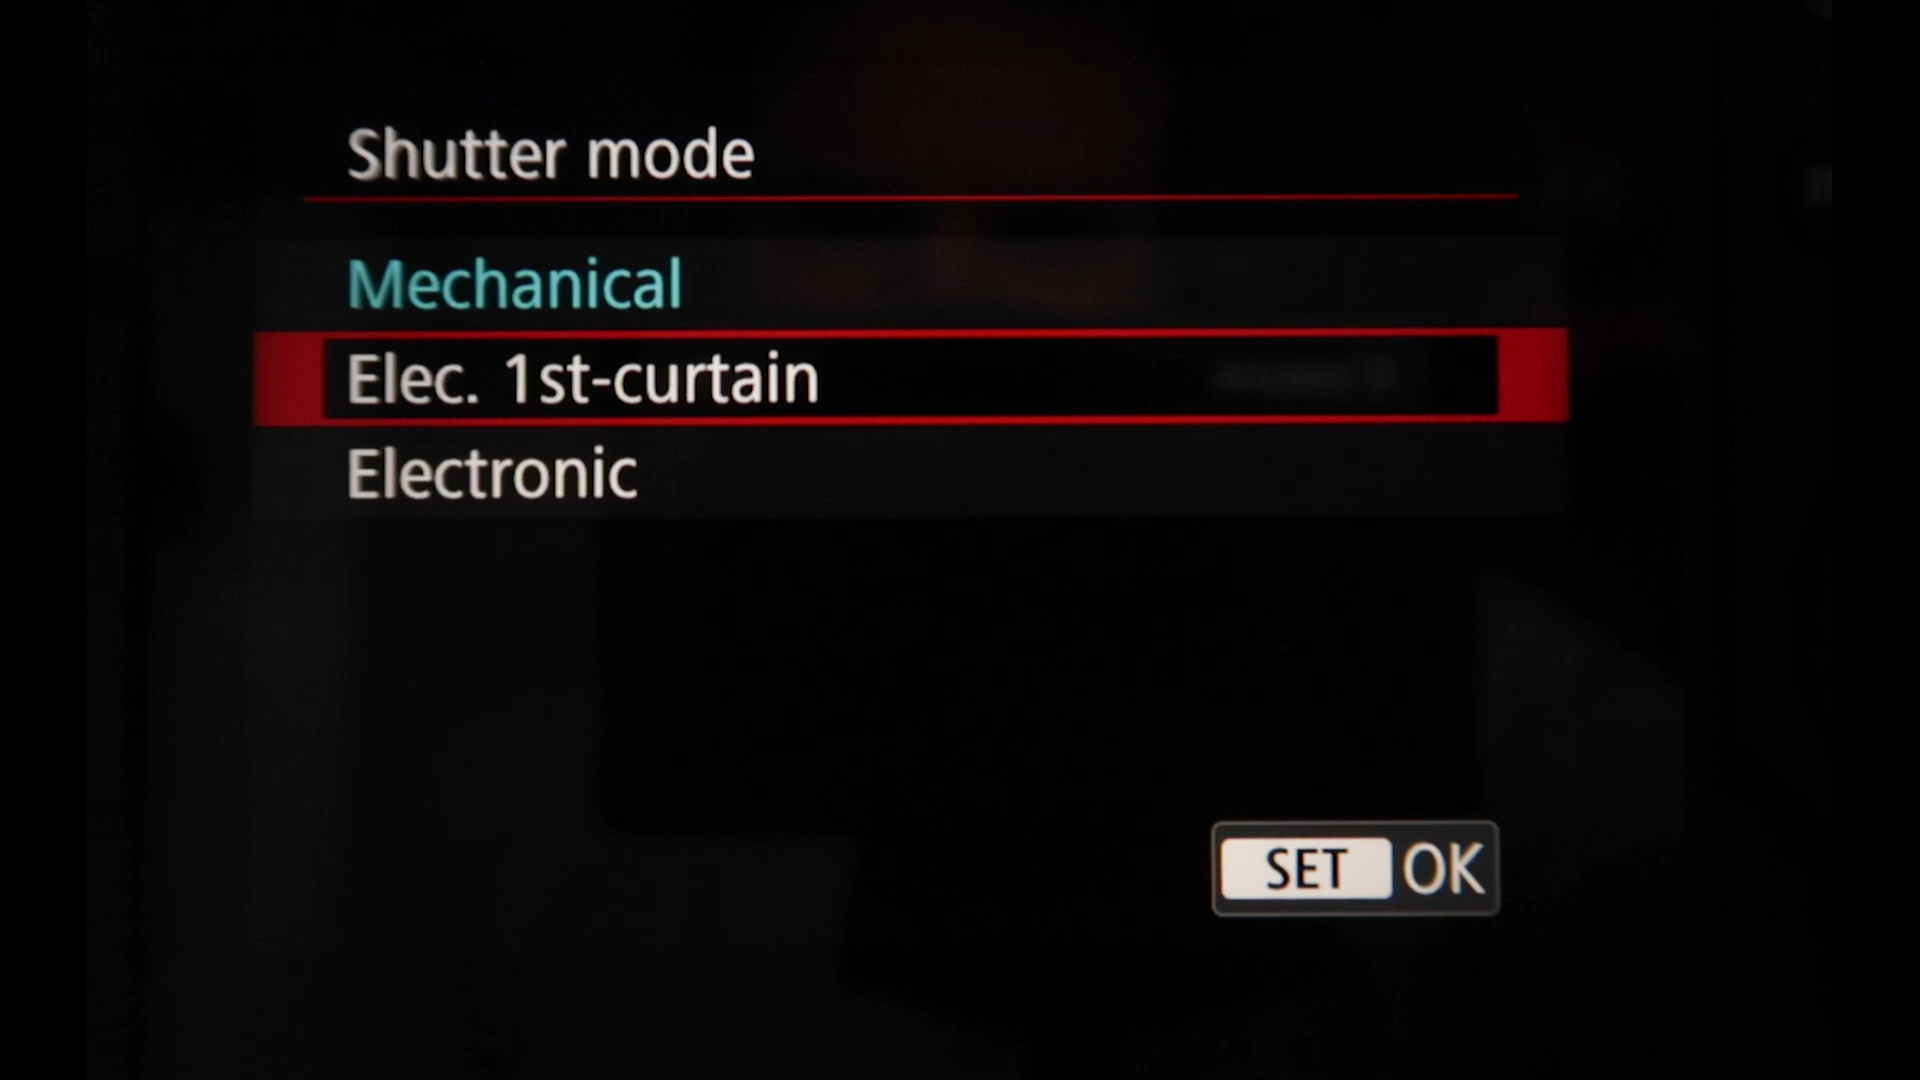 Shutter mode
Mechanical
Elec. 1st-curtain
Electronic
SET OK